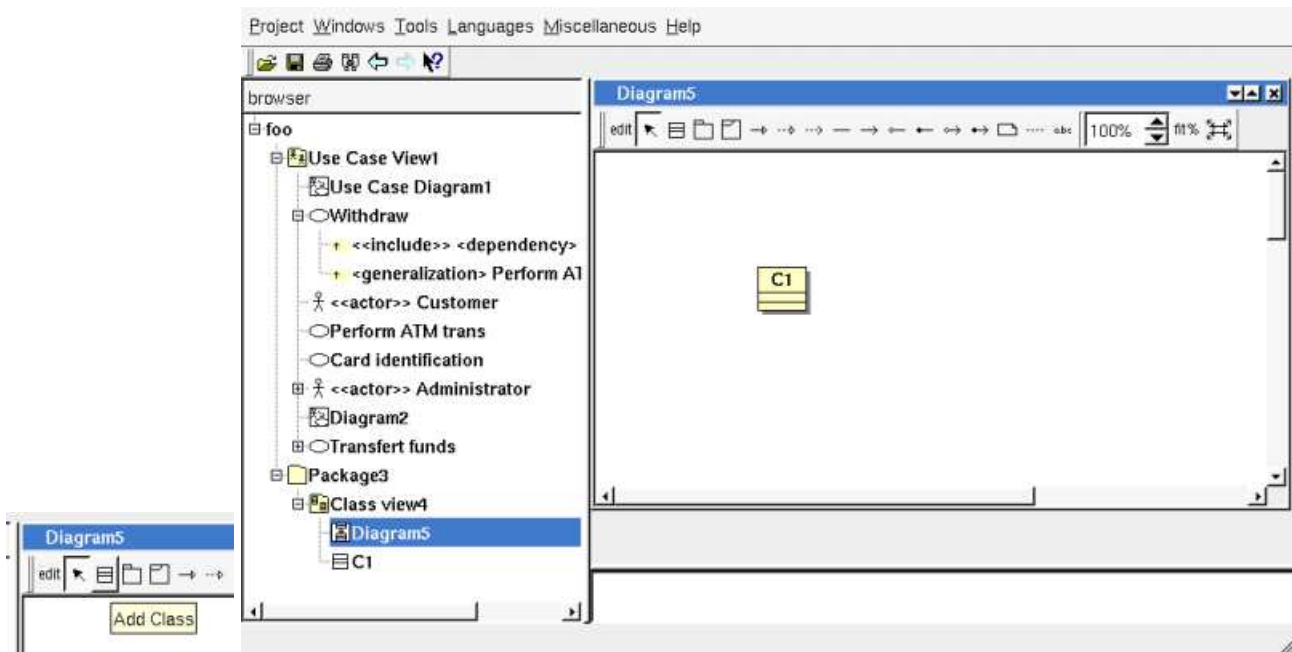 Project Windows Tools Languages Miscellaneous Help
browser
foo
Use Case View1
Use Case Diagram1
Withdraw
<<include>> <dependency>
<generalization> Perform AT
<<actor>> Customer
Perform ATM trans
Card identification
<<actor>> Administrator
Diagram2
Transfert funds
Package3
Class view4
Diagram5
C1
Diagram5
edit abc 100% fit%
C1
Diagram5
edit
Add Class